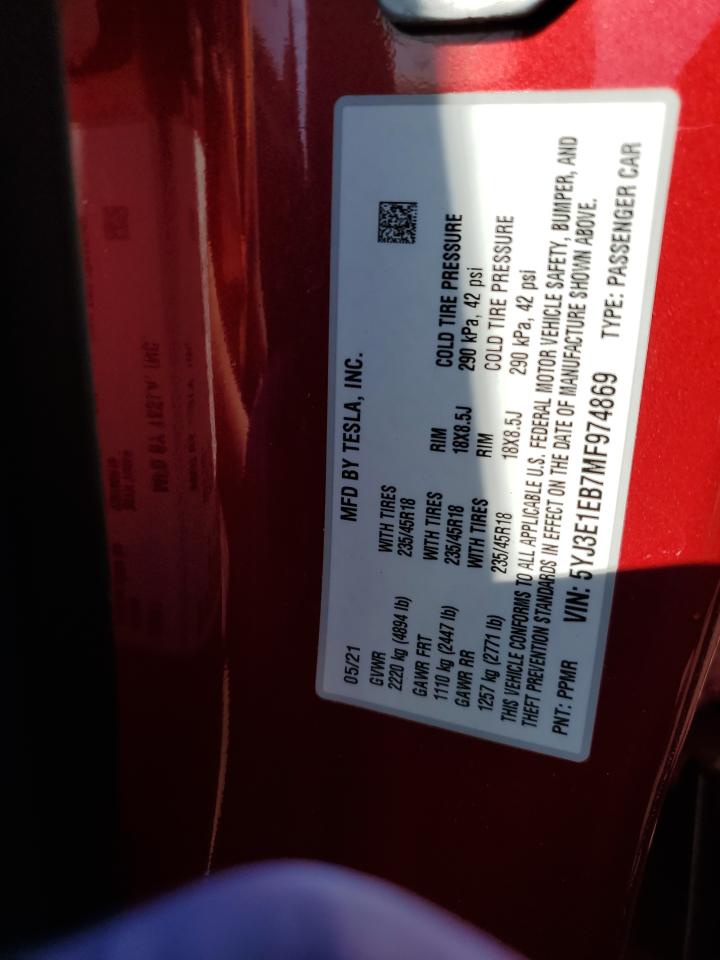 05/21 MFD BY TESLA, INC.
GVWR WITH TIRES
2220 kg (4894 lb) 235/45R18
GAWR FRT WITH TIRES RIM COLD TIRE PRESSURE
1110 kg (2447 lb) 235/45R18 18X8.5J 290 kPa, 42 psi
GAWR RR WITH TIRES RIM COLD TIRE PRESSURE
1257 kg (2771 lb) 235/45R18 18X8.5J 290 kPa, 42 psi
THIS VEHICLE CONFORMS TO ALL APPLICABLE U.S. FEDERAL MOTOR VEHICLE SAFETY, BUMPER, AND
THEFT PREVENTION STANDARDS IN EFFECT ON THE DATE OF MANUFACTURE SHOWN ABOVE.
PNT: PPMR VIN: 5YJ3E1EB7MF974869 TYPE: PASSENGER CAR